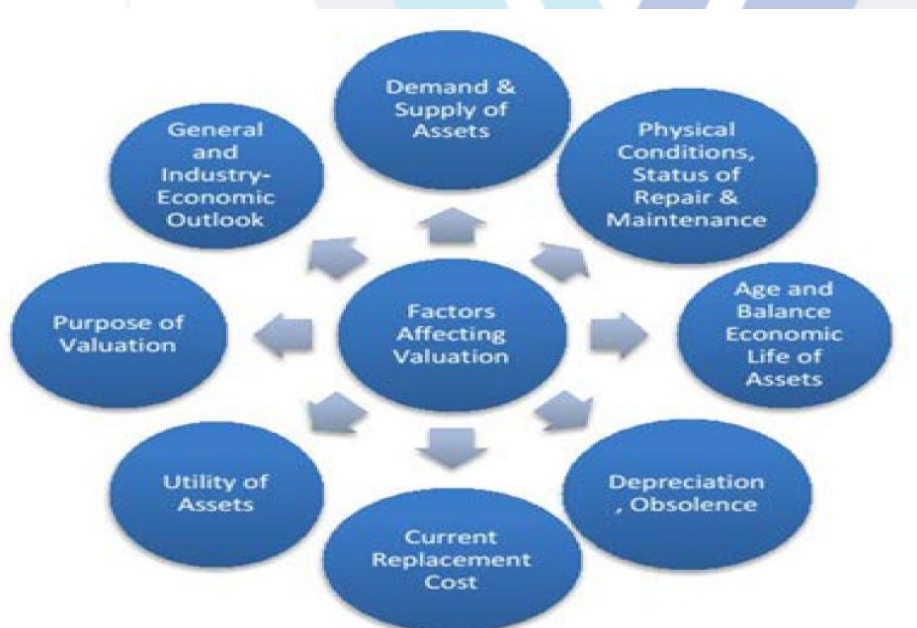 Demand &
Supply of
Assets
General
and
Industry-
Economic
Outlook
Physical
Conditions,
Status of
Repair &
Maintenance
Purpose of
Valuation
Factors
Affecting
Valuation
Age and
Balance
Economic
Life of
Assets
Utility of
Assets
Depreciation
, Obsolence
Current
Replacement
Cost